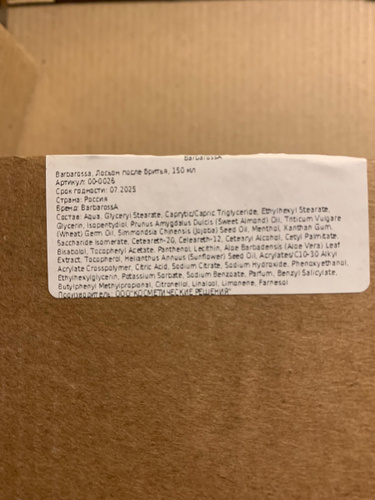 BarbarossA
Barbarossa, Лосьон после бритья, 150 мл
Артикул: 00-0026
Срок годности: 07.2025
Страна: Россия
Бренд: BarbarossA
Состав: Aqua, Glyceryl Stearate, Caprylic/Capric Triglyceride, Ethylhexyl Stearate,
Glycerin, Isopentydiol, Prunus Amygdalus Dulcis (Sweet Almond) Oil, Triticum Vulgare
(Wheat) Germ Oil, Simmondsia Chinensis (Jojoba) Seed Oil, Menthol, Xanthan Gum,
Saccharide Isomerate, Ceteareth-20, Ceteareth-12, Cetearyl Alcohol, Cetyl Palmitate,
Bisabolol, Tocopheryl Acetate, Panthenol, Lecithin, Aloe Barbadensis (Aloe Vera) Leaf
Extract, Tocopherol, Helianthus Annuus (Sunflower) Seed Oil, Acrylates/C10-30 Alkyl
Acrylate Crosspolymer, Citric Acid, Sodium Citrate, Sodium Hydroxide, Phenoxyethanol,
Ethylhexylglycerin, Potassium Sorbate, Sodium Benzoate, Parfum, Benzyl Salicylate,
Butylphenyl Methylpropional, Citronellol, Linalool, Limonene, Farnesol
ООО"КОСМЕТИЧЕСКИЕ РЕШЕНИЯ"